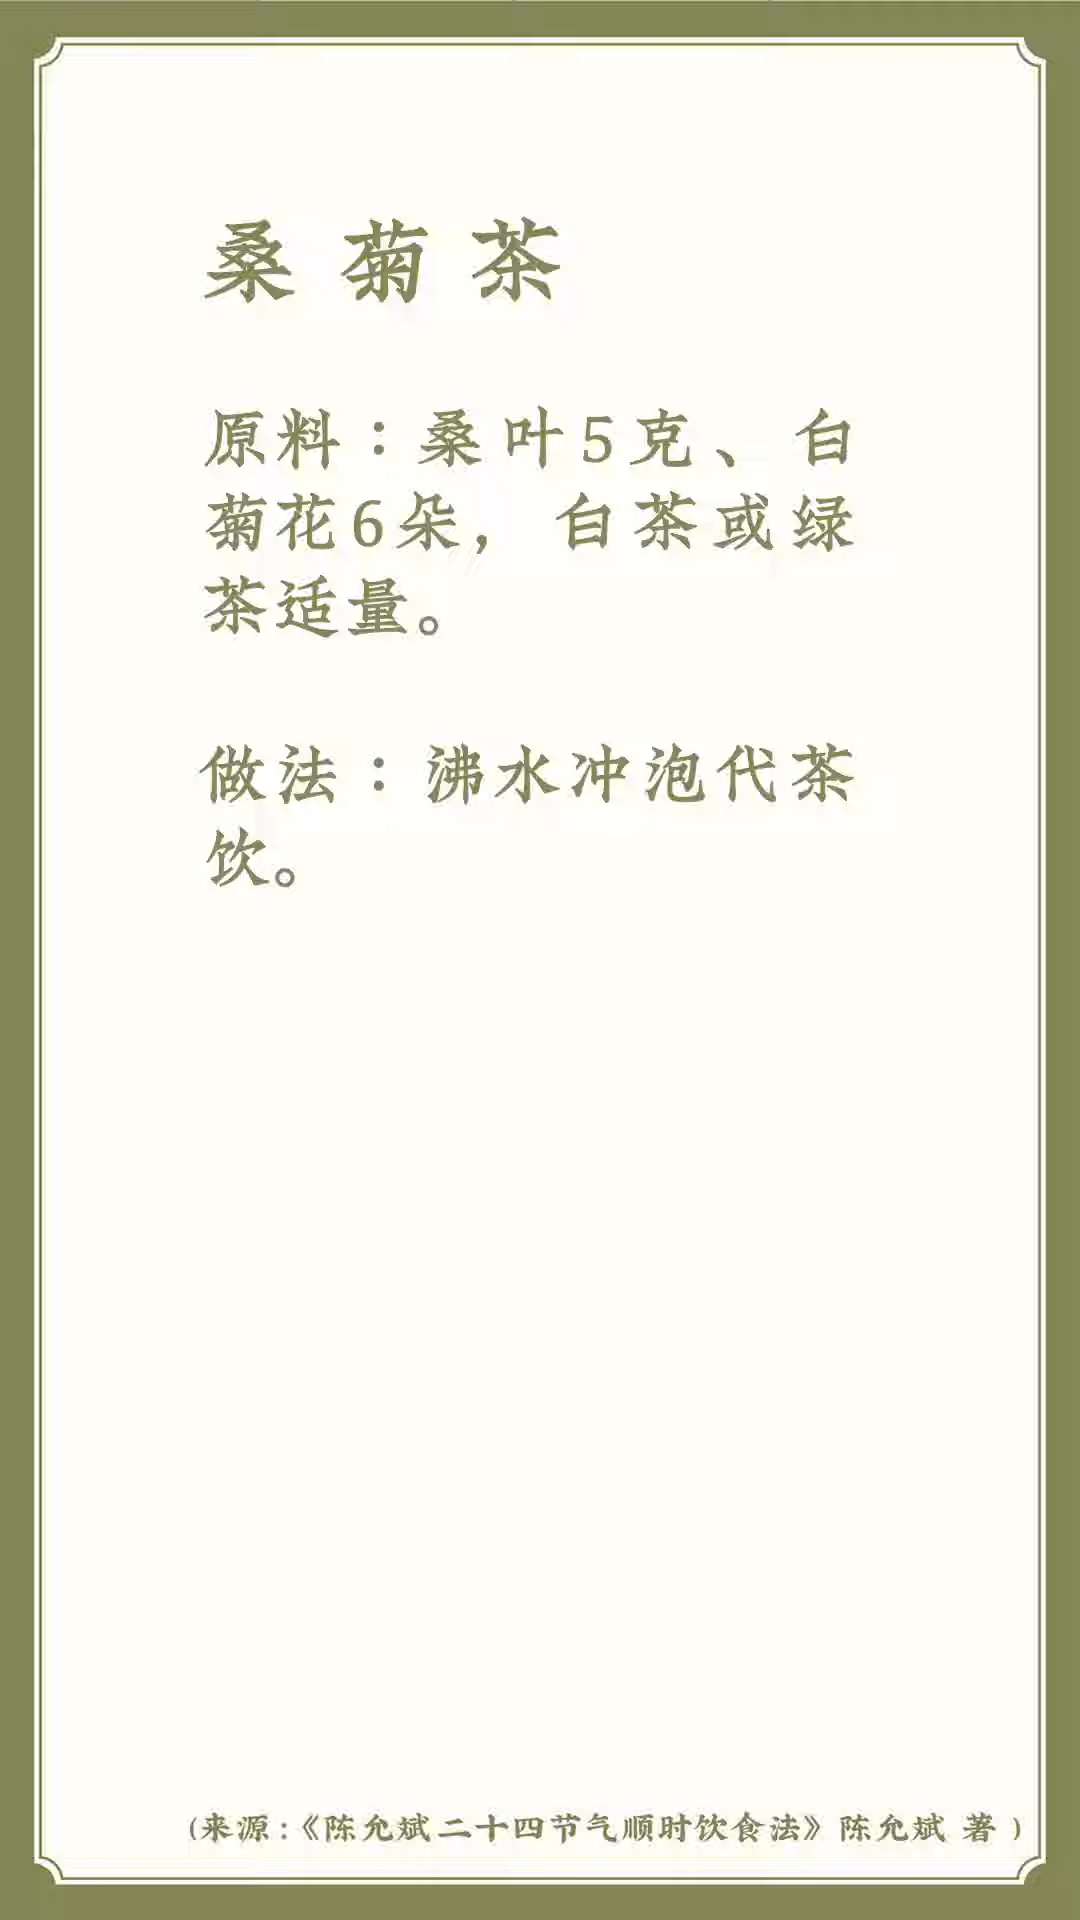 桑菊茶
原料：桑叶5克、白
菊花6朵，白茶或绿
茶适量。
做法：沸水冲泡代茶
饮。
(来源：《陈允斌二十四节气顺时饮食法》陈允斌 著 )